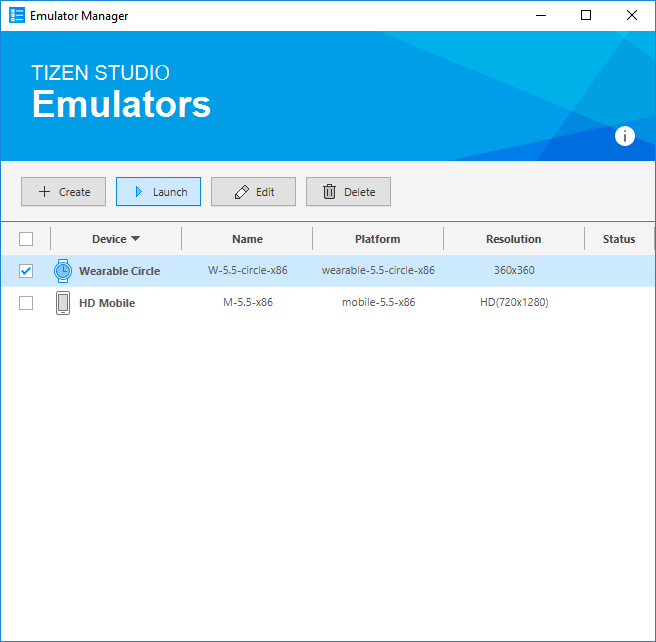 Emulator Manager
TIZEN STUDIO
Emulators
i
Create Launch Edit Delete
Device Name Platform Resolution Status
Wearable Circle W-5.5-circle-x86 wearable-5.5-circle-x86 360x360
HD Mobile M-5.5-x86 mobile-5.5-x86 HD(720x1280)